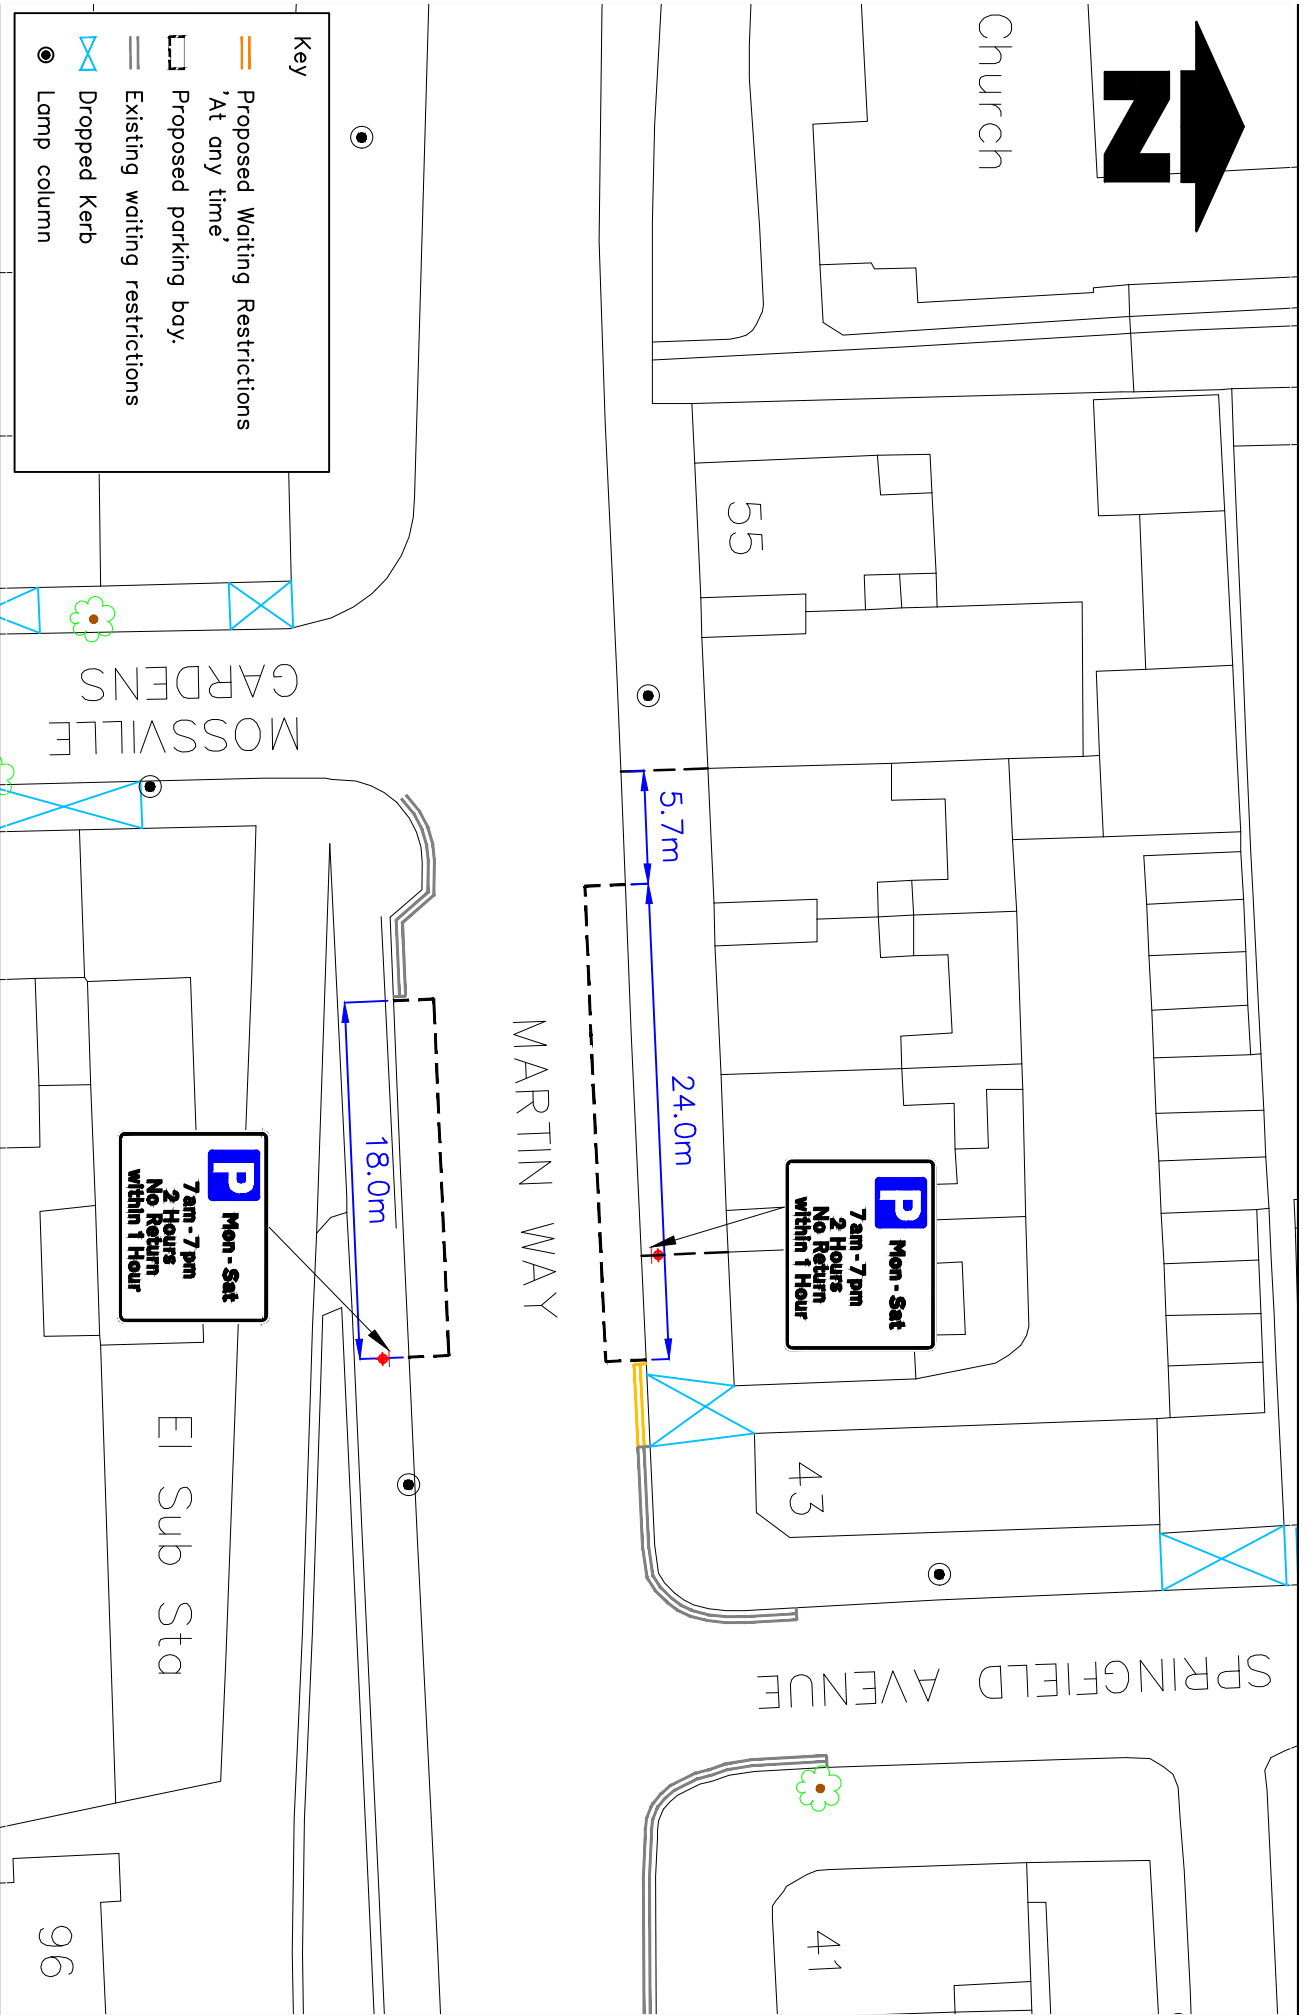 Key
Proposed Waiting Restrictions
'At any time'
Proposed parking bay.
Existing waiting restrictions
Dropped Kerb
Lamp column
N
Church
55
MOSSVILLE
GARDENS
5.7m
24.0m
18.0m
MARTIN WAY
P Mon - Sat
7am - 7pm
2 Hours
No Return
within 1 Hour
P Mon - Sat
7am - 7pm
2 Hours
No Return
within 1 Hour
El Sub Sta
43
SPRINGFIELD AVENUE
41
96